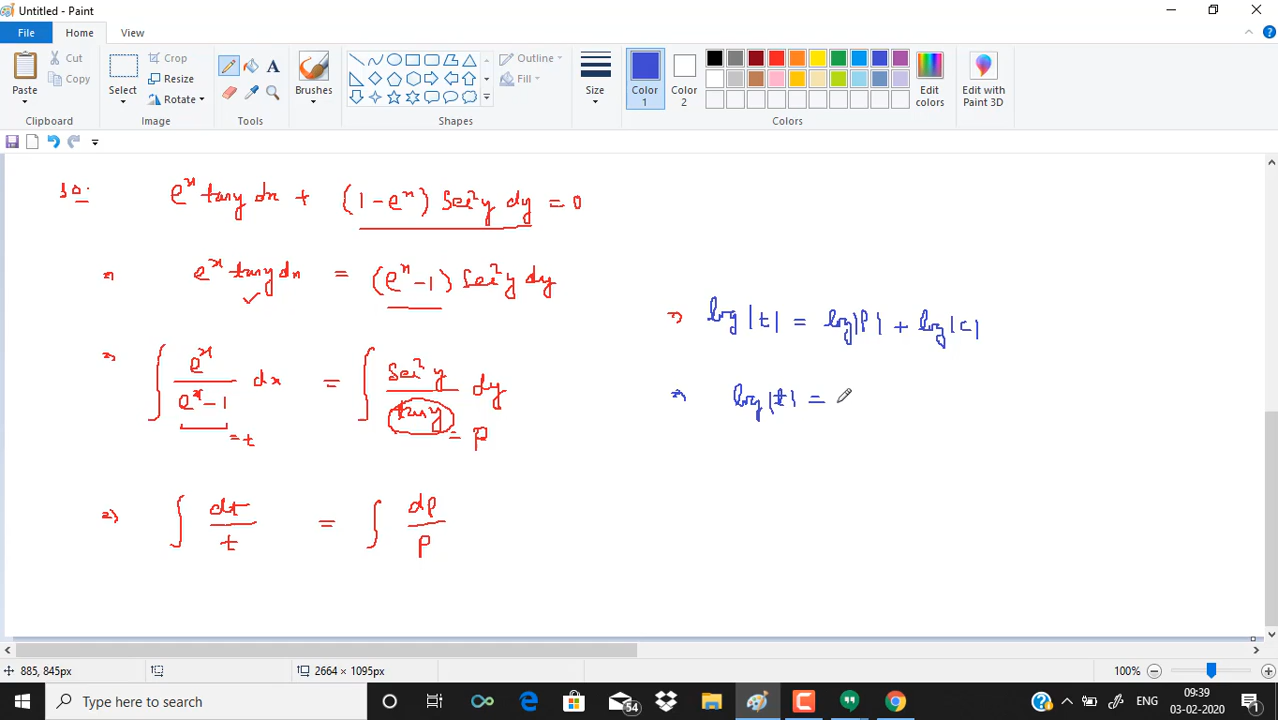 Untitled - Paint
File Home View
Paste Cut Copy Select Crop Resize Rotate Brushes Outline Fill Size Color 1 Color 2 Edit colors Edit with Paint 3D
Clipboard Image Tools Shapes Colors
e^x tany dx + (1-e^x) Sec²y dy = 0
⇒ e^x tany dx = (e^x-1) Sec²y dy
⇒ ∫ e^x/(e^x-1) dx = ∫ Sec²y/tany dy
= t = P
⇒ ∫ dt/t = ∫ dP/P
⇒ log|t| = log|P| + log|C|
⇒ log|t| =
885, 845px 2664 × 1095px 100%
Type here to search 54 ENG 09:39 03-02-2020 1